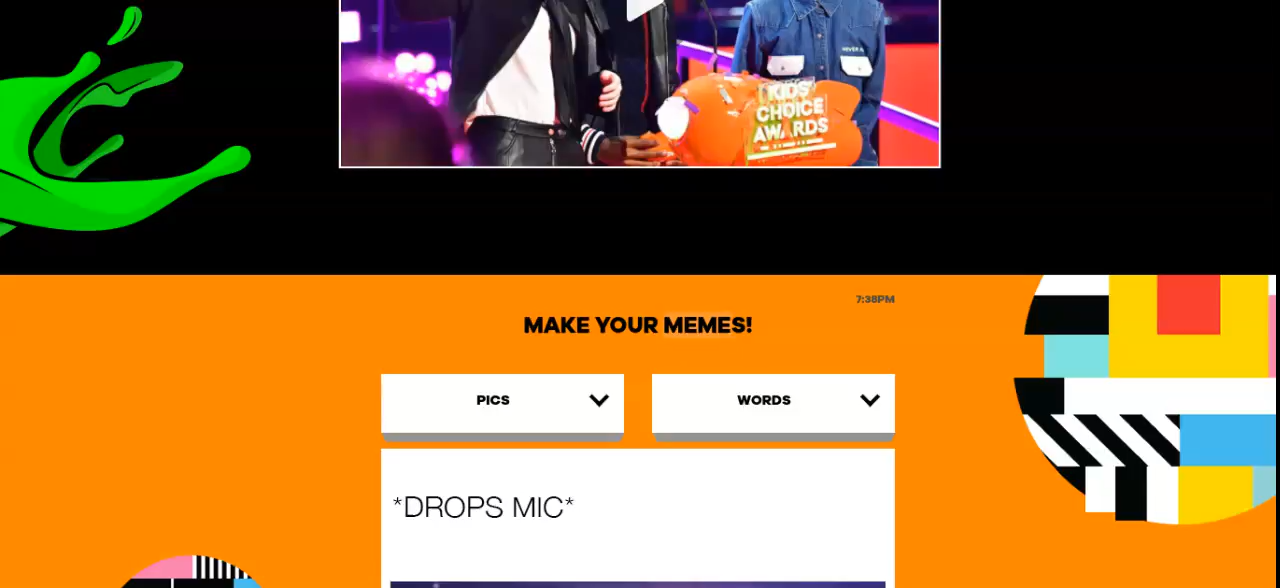 KIDS'
CHOICE
AWARDS
7:38PM
MAKE YOUR MEMES!
PICS
WORDS
*DROPS MIC*